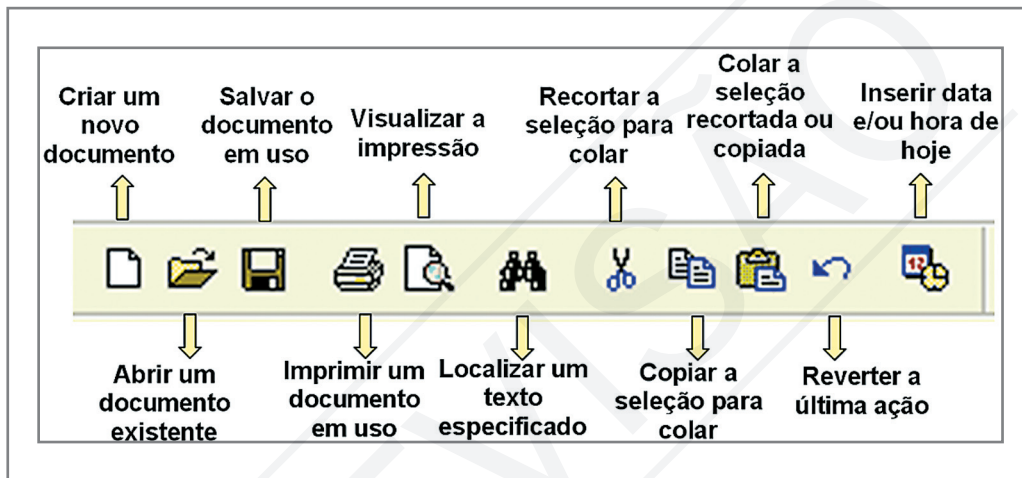 Criar um
novo
documento
Salvar o
documento
em uso
Visualizar a
impressão
Recortar a
seleção para
colar
Colar a
seleção
recortada ou
copiada
Inserir data
e/ou hora de
hoje
12
Abrir um
documento
existente
Imprimir um
documento
em uso
Localizar um
texto
especificado
Copiar a
seleção para
colar
Reverter a
última ação
VISÃO